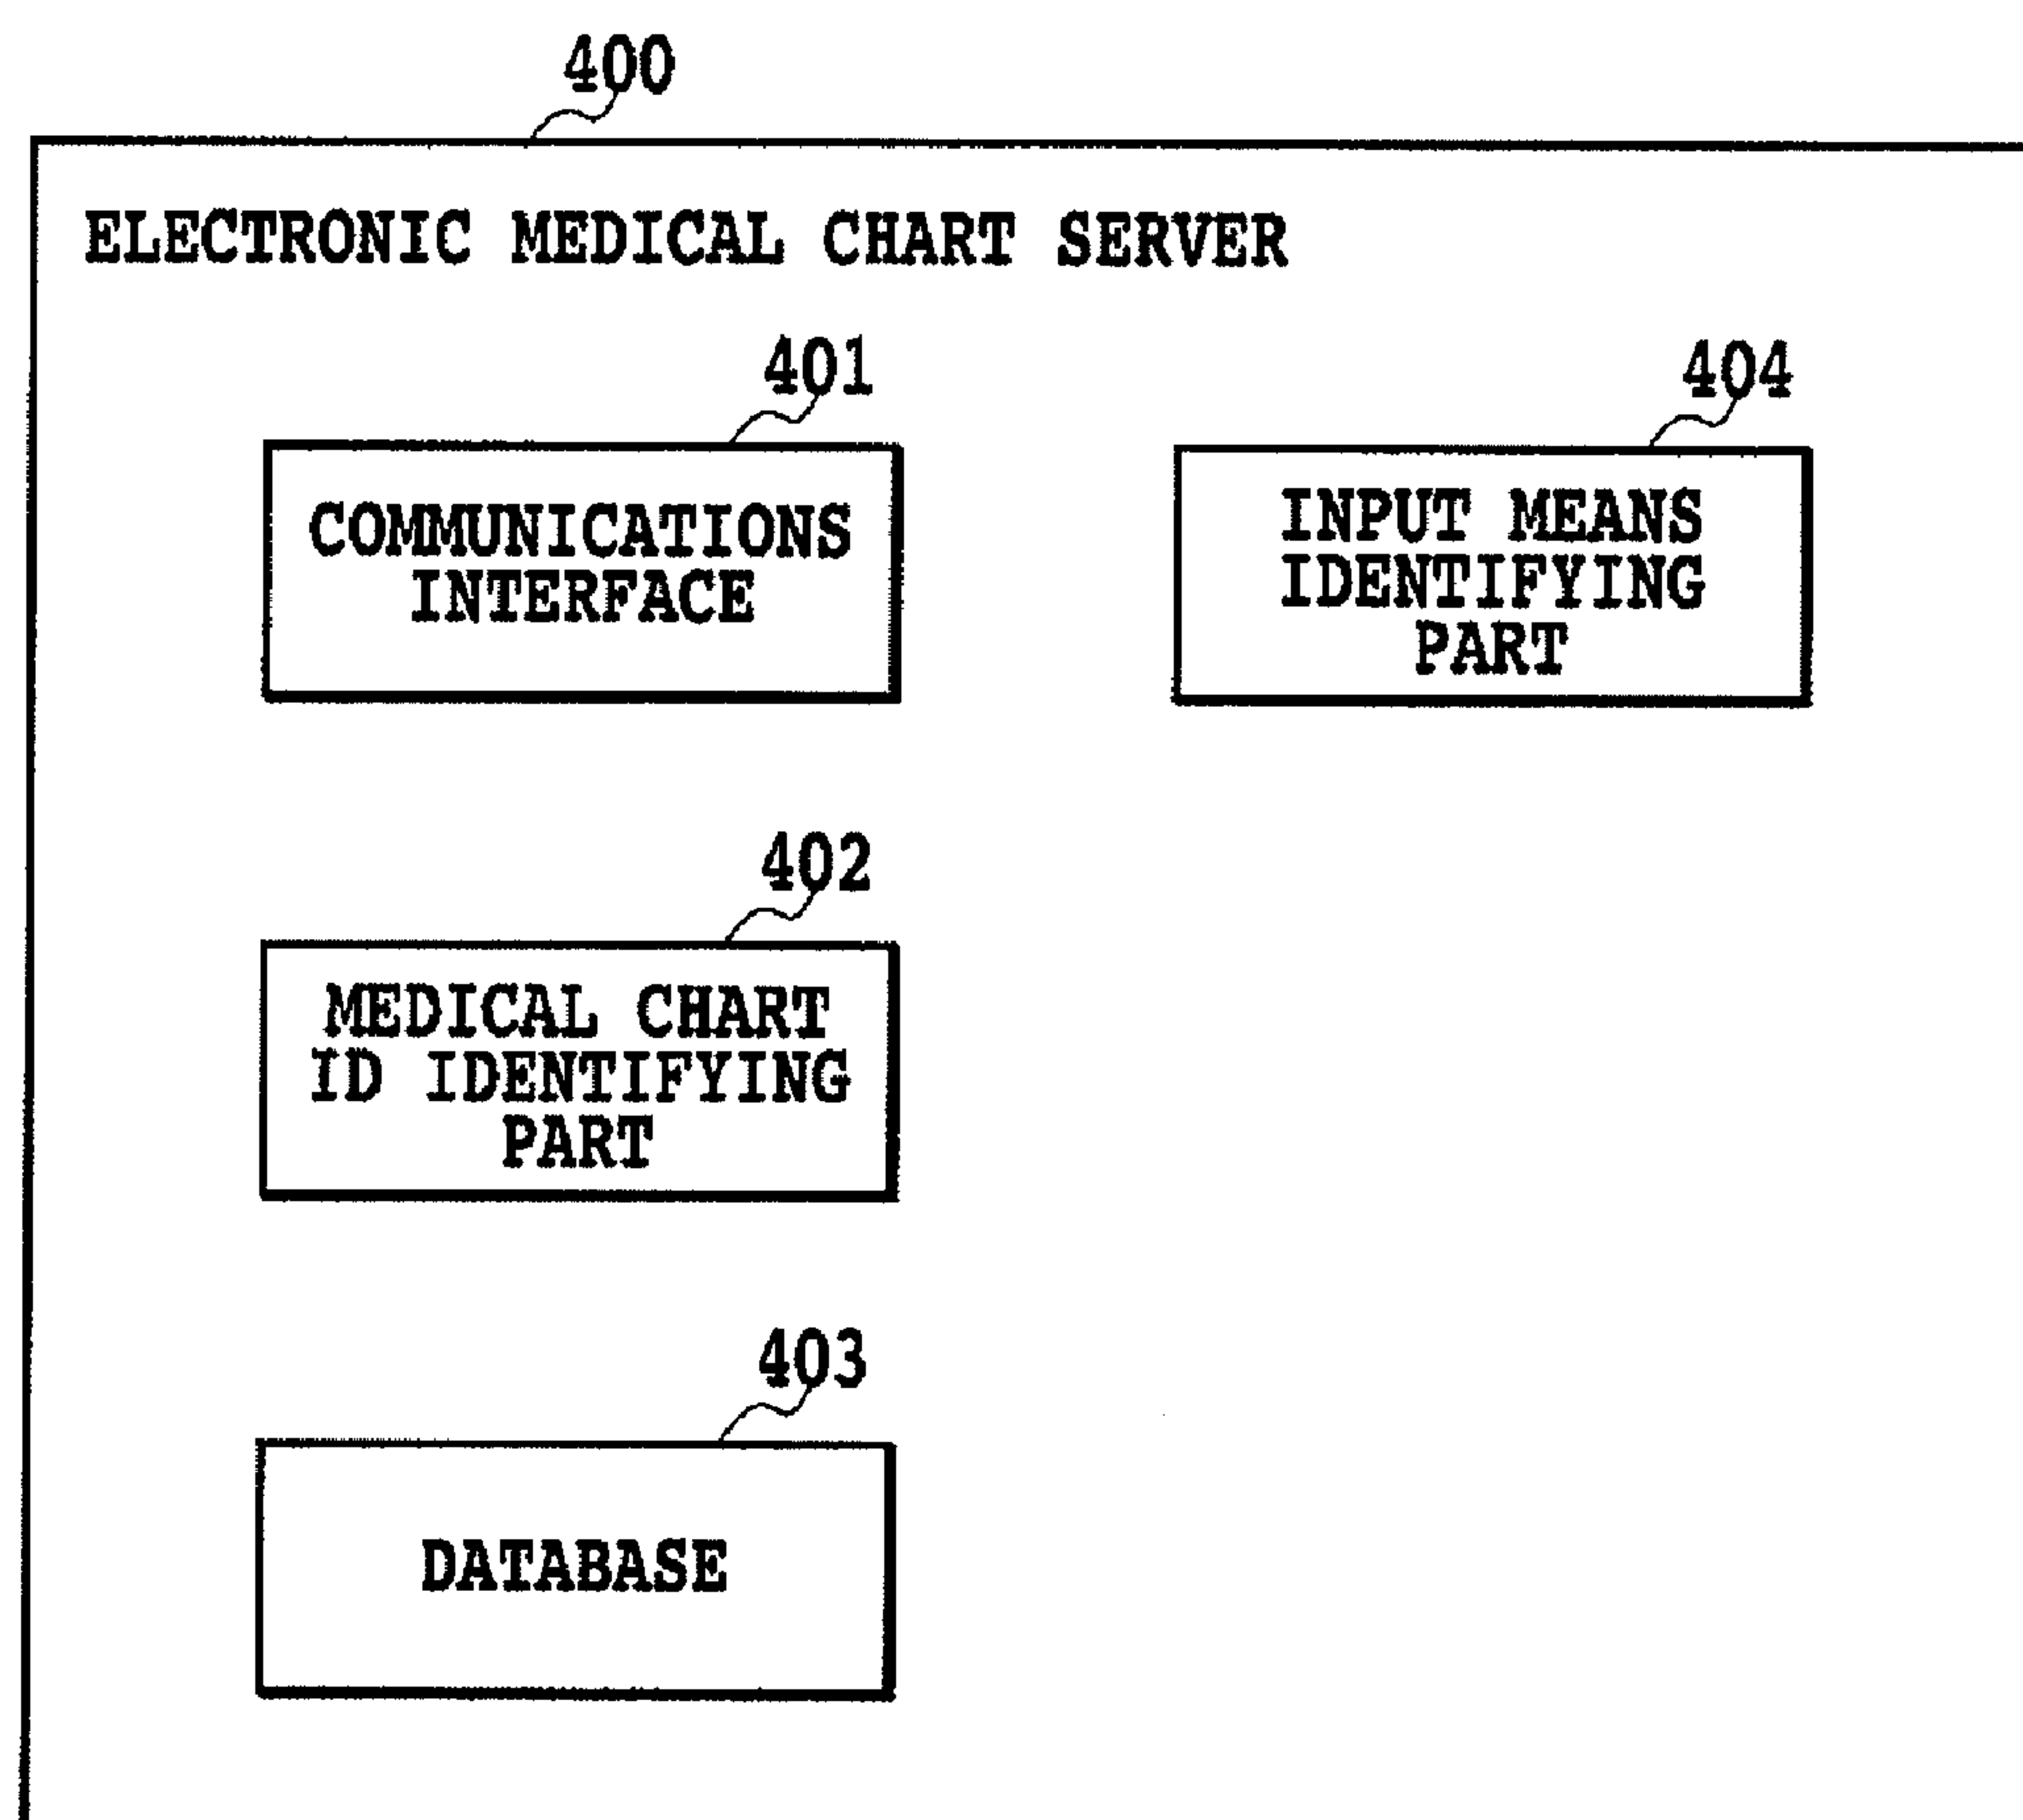 400
ELECTRONIC MEDICAL CHART SERVER
401
COMMUNICATIONS
INTERFACE
404
INPUT MEANS
IDENTIFYING
PART
402
MEDICAL CHART
ID IDENTIFYING
PART
403
DATABASE